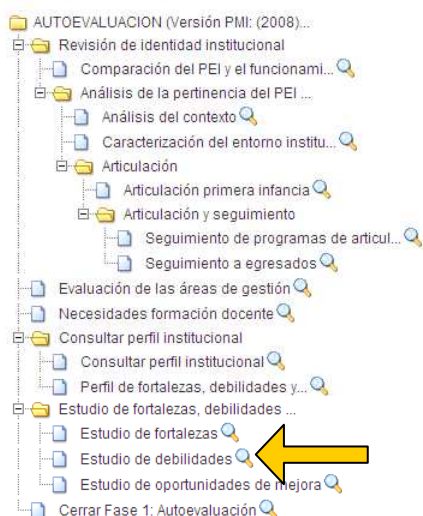 AUTOEVALUACION (Versión PMI: (2008)...
Revisión de identidad institucional
Comparación del PEI y el funcionami...
Análisis de la pertinencia del PEI ...
Análisis del contexto
Caracterización del entorno institu...
Articulación
Articulación primera infancia
Articulación y seguimiento
Seguimiento de programas de articul...
Seguimiento a egresados
Evaluación de las áreas de gestión
Necesidades formación docente
Consultar perfil institucional
Consultar perfil institucional
Perfil de fortalezas, debilidades y...
Estudio de fortalezas, debilidades ...
Estudio de fortalezas
Estudio de debilidades
Estudio de oportunidades de mejora
Cerrar Fase 1: Autoevaluación